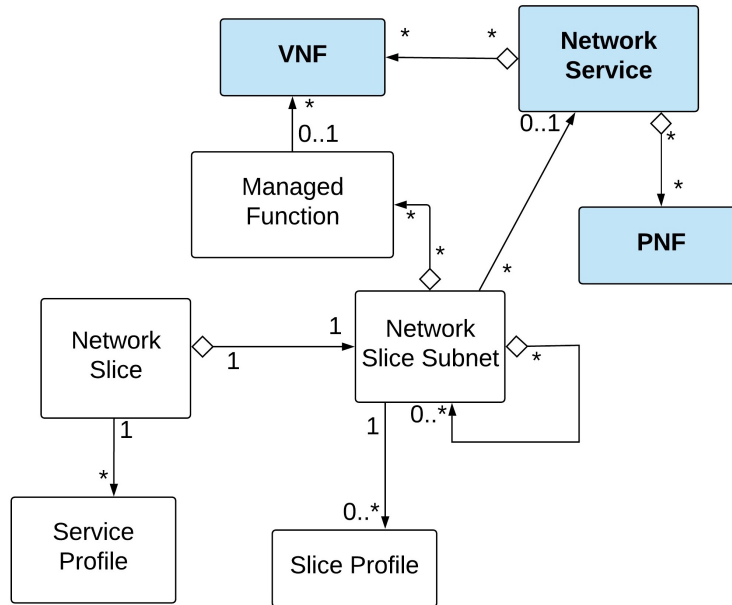 *
*
VNF
Network
Service
*
0..1
0..1
*
Managed
Function
*
*
*
PNF
*
Network
Slice
1
1
Network
Slice Subnet
*
0..*
1
1
*
0..*
Service
Profile
Slice Profile